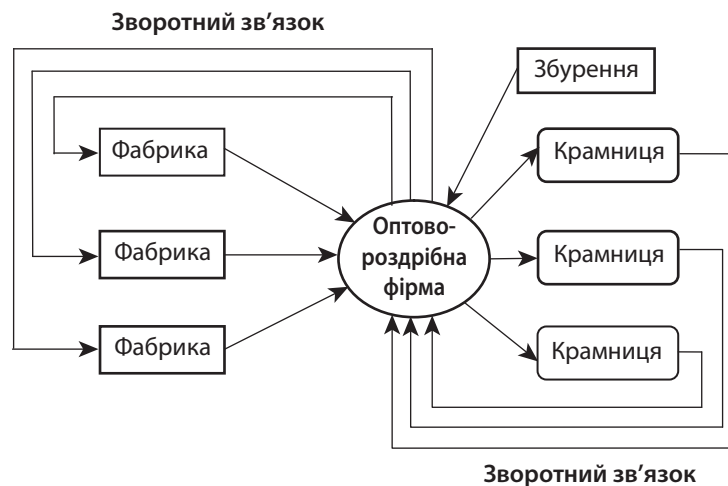 Зворотний зв’язок
Збурення
Фабрика
Крамниця
Оптово-
роздрібна
фірма
Фабрика
Крамниця
Фабрика
Крамниця
Зворотний зв’язок